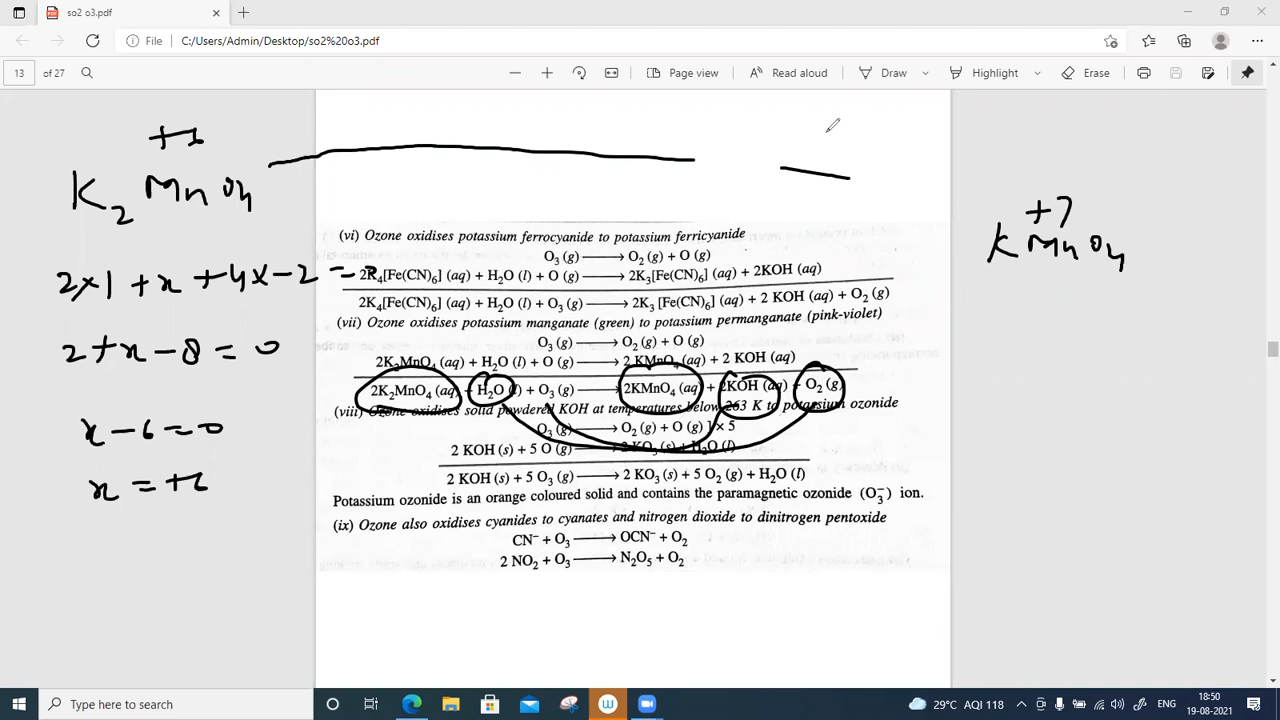 so2 o3.pdf
File C:/Users/Admin/Desktop/so2%20o3.pdf
13 of 27 Page view Read aloud Draw Highlight Erase
+6
K2MnO4
2×1+x+4x-2=0
2+x-8=0
x-6=0
x=+6
(vi) Ozone oxidises potassium ferrocyanide to potassium ferricyanide
O3 (g) ⟶ O2 (g) + O (g)
2K4[Fe(CN)6] (aq) + H2O (l) + O (g) ⟶ 2K3[Fe(CN)6] (aq) + 2KOH (aq)
2K4[Fe(CN)6] (aq) + H2O (l) + O3 (g) ⟶ 2K3 [Fe(CN)6] (aq) + 2 KOH (aq) + O2 (g)
(vii) Ozone oxidises potassium manganate (green) to potassium permanganate (pink-violet)
O3 (g) ⟶ O2 (g) + O (g)
2K2MnO4 (aq) + H2O (l) + O (g) ⟶ 2 KMnO4 (aq) + 2 KOH (aq)
2K2MnO4 (aq) + H2O (l) + O3 (g) ⟶ 2KMnO4 (aq) + 2KOH (aq) + O2 (g)
(viii) Ozone oxidises solid powdered KOH at temperatures below 263 K to potassium ozonide
O3 (g) ⟶ O2 (g) + O (g) ] × 5
2 KOH (s) + 5 O (g) ⟶ 2 KO3 (s) + H2O (l)
2 KOH (s) + 5 O3 (g) ⟶ 2 KO3 (s) + 5 O2 (g) + H2O (l)
Potassium ozonide is an orange coloured solid and contains the paramagnetic ozonide (O3−) ion.
(ix) Ozone also oxidises cyanides to cyanates and nitrogen dioxide to dinitrogen pentoxide
CN− + O3 ⟶ OCN− + O2
2 NO2 + O3 ⟶ N2O5 + O2
+7
KMnO4
Type here to search
29°C AQI 118 ENG 18:50
19-08-2021